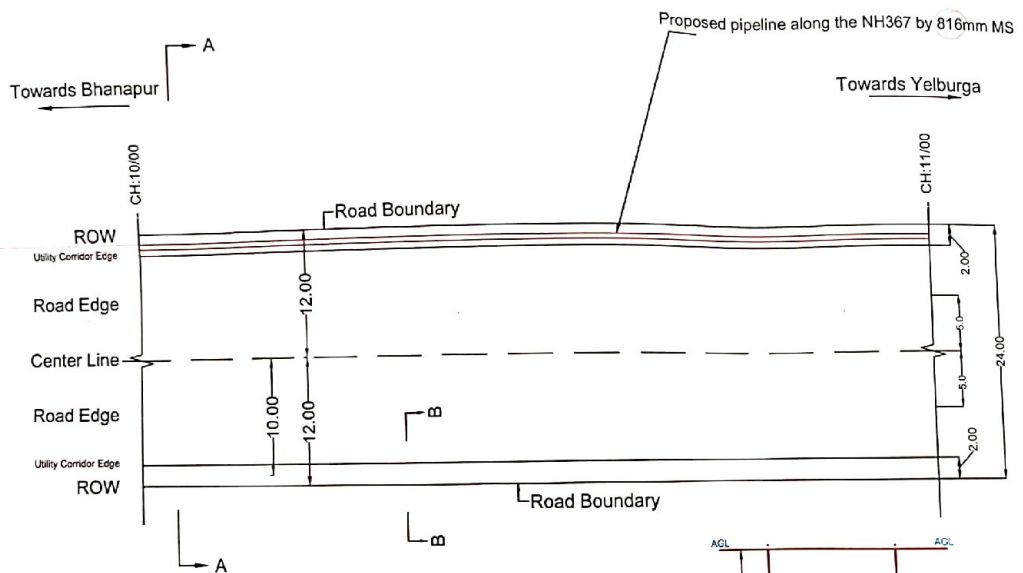 Proposed pipeline along the NH367 by 816mm MS
A
Towards Bhanapur
Towards Yelburga
CH:10/00
CH:11/00
Road Boundary
ROW
Utility Corridor Edge
2.00
12.00
Road Edge
5.0
Center Line
24.00
5.0
Road Edge
10.00
12.00
B
2.00
Utility Corridor Edge
ROW
Road Boundary
B
A
AGL
AGL